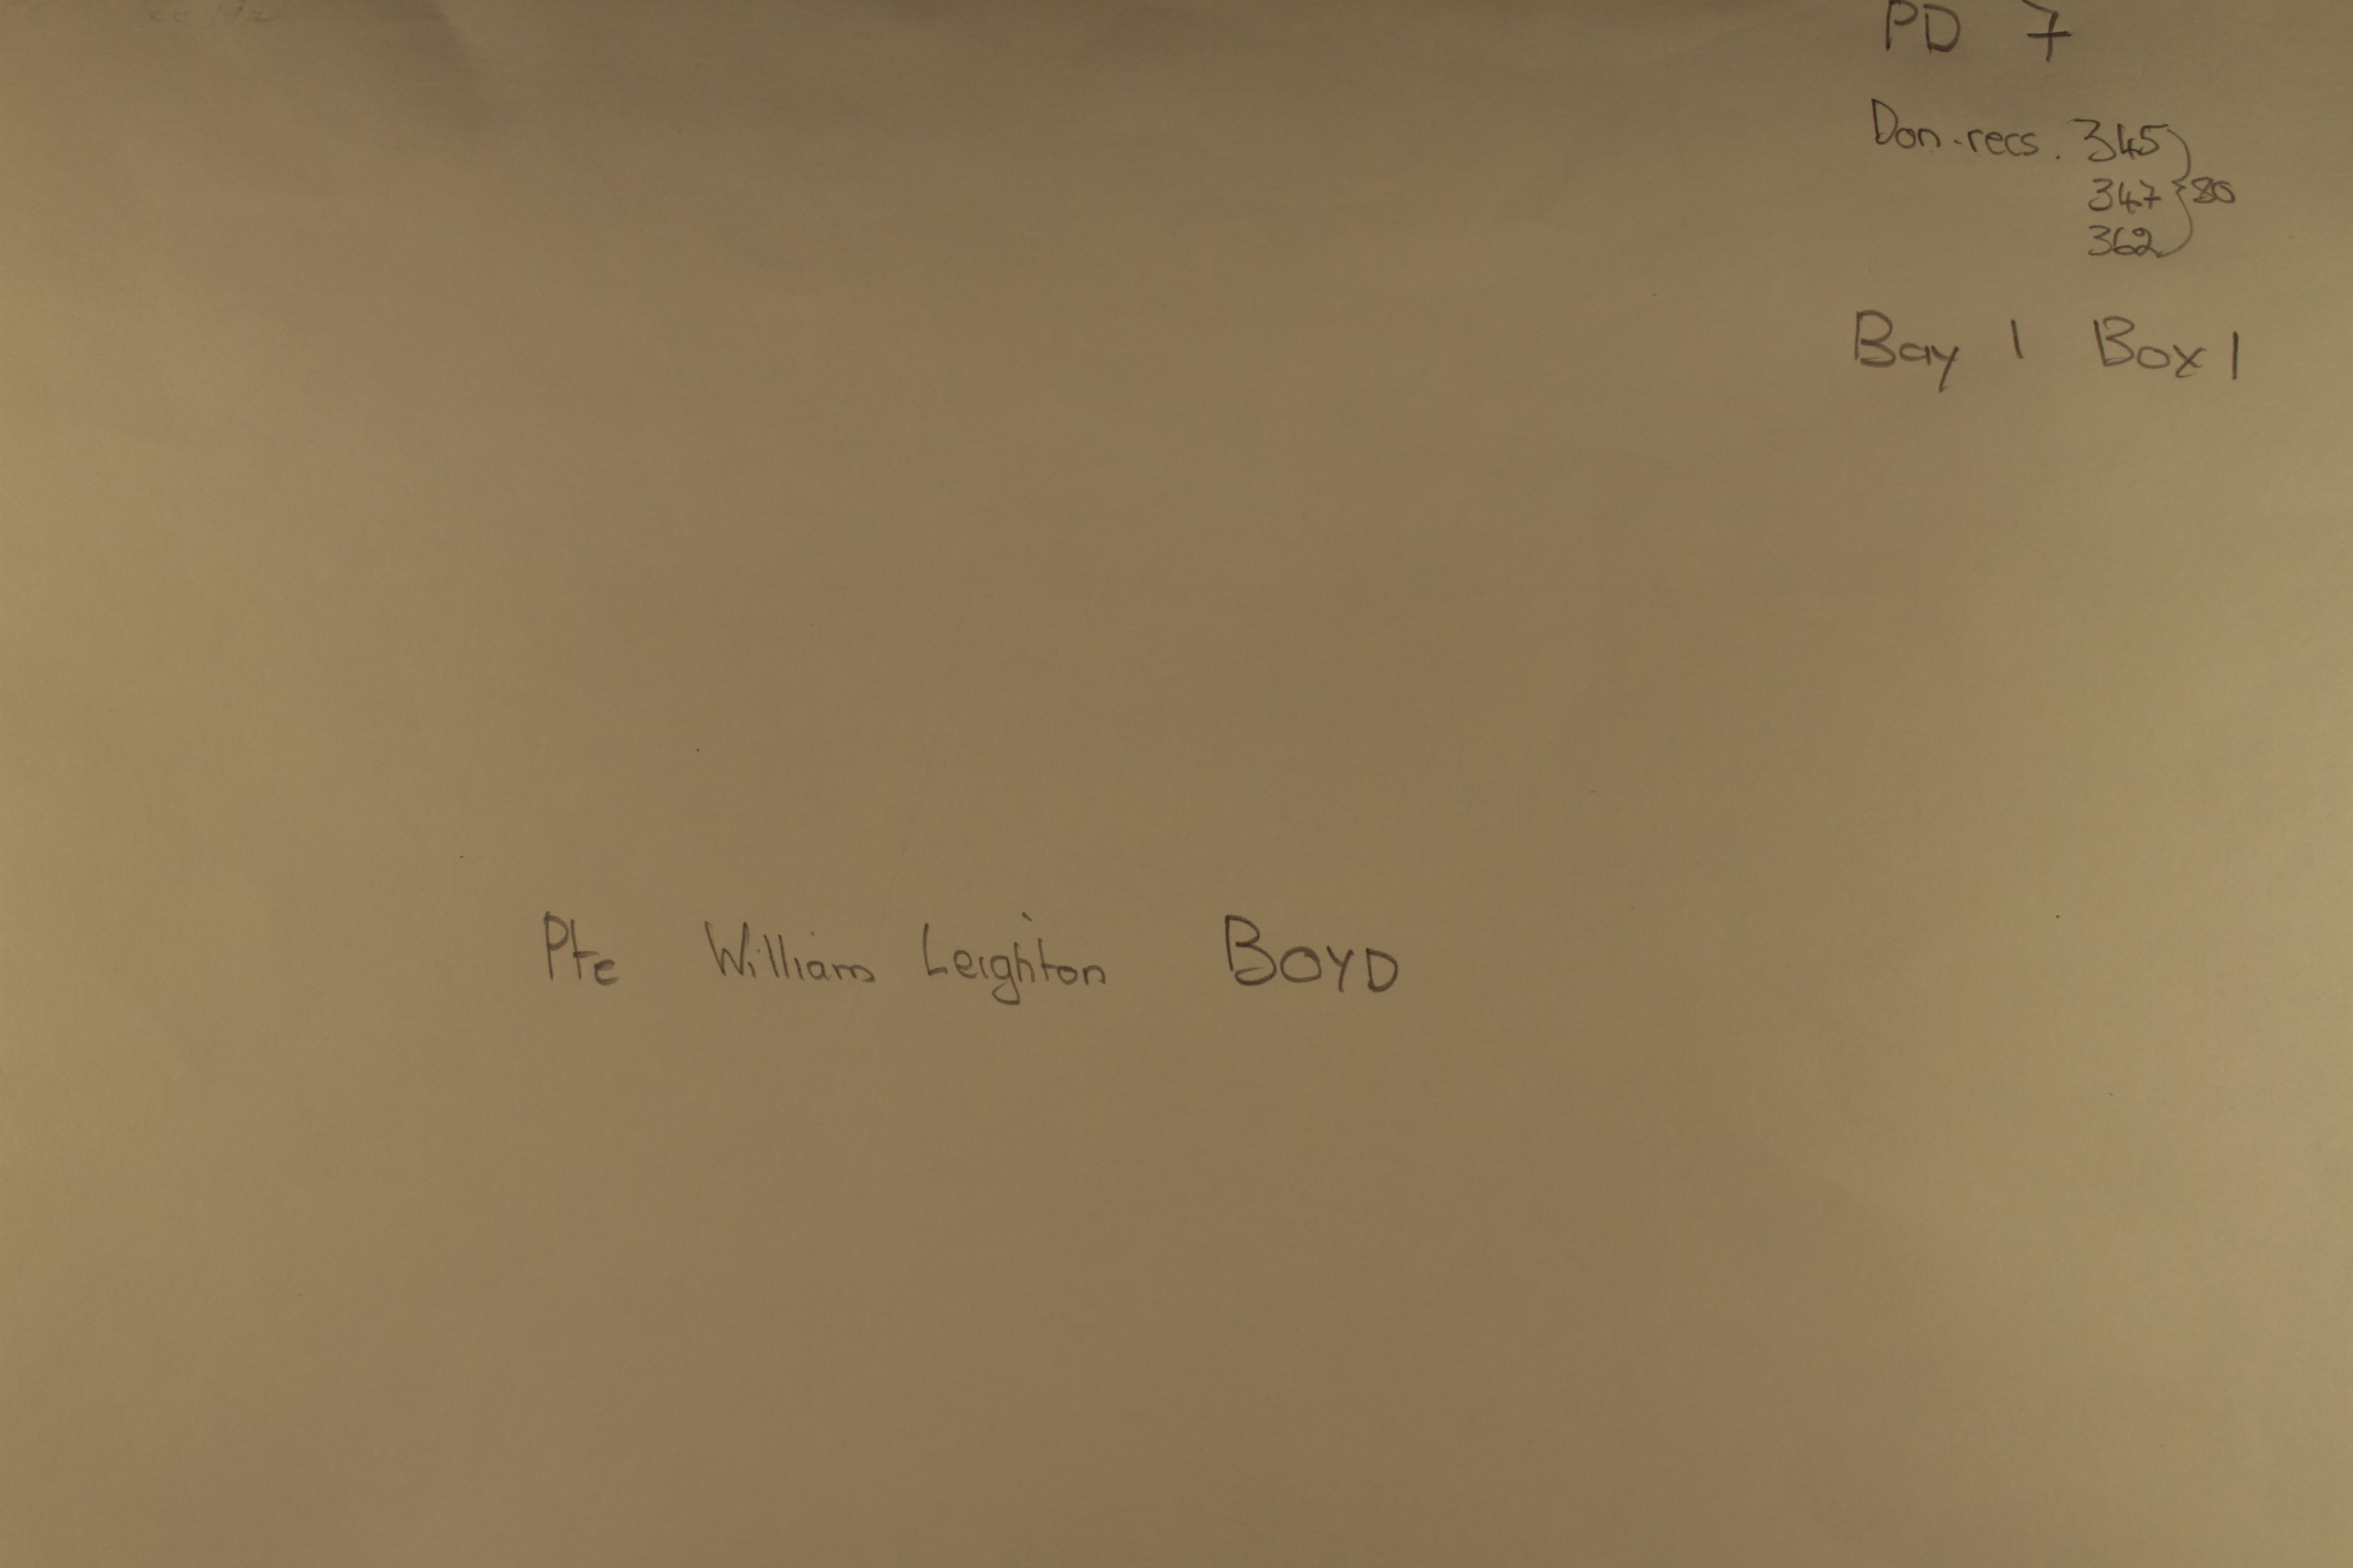 PD 7
Don.recs. 345
347 } 80
362
Bay 1 Box 1
Pte William Leighton BOYD